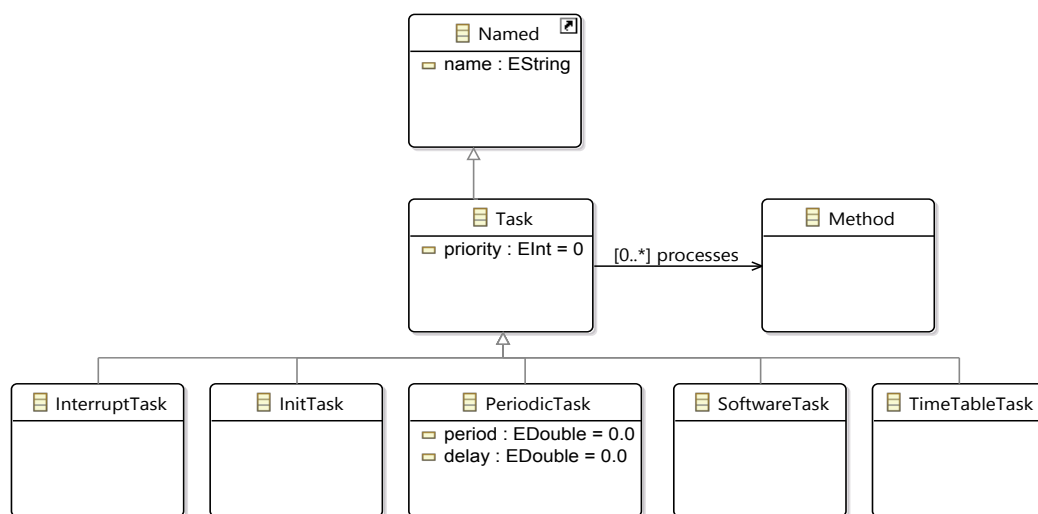 Named
name : EString
Task
priority : EInt = 0
[0..*] processes
Method
InterruptTask
InitTask
PeriodicTask
period : EDouble = 0.0
delay : EDouble = 0.0
SoftwareTask
TimeTableTask